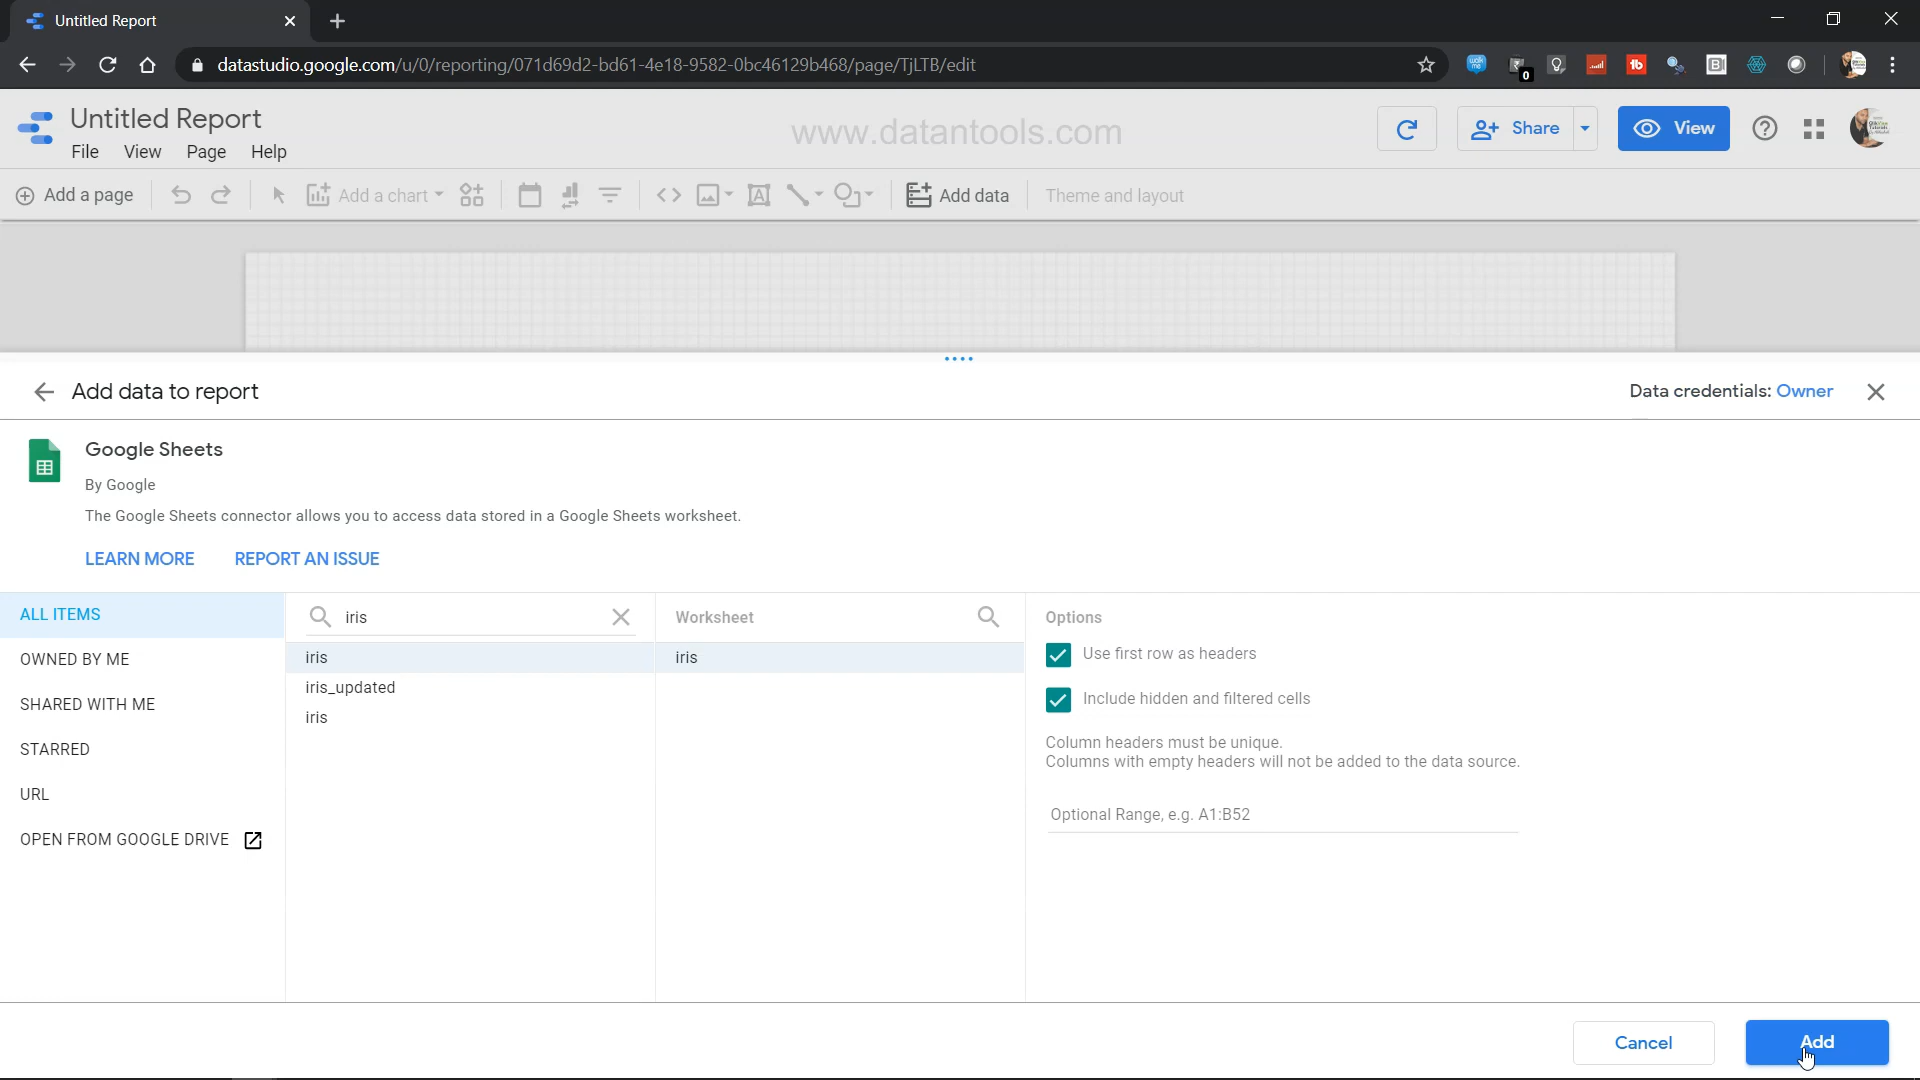 Untitled Report
datastudio.google.com/u/0/reporting/071d69d2-bd61-4e18-9582-0bc46129b468/page/TjLTB/edit
0
Untitled Report
www.datantools.com
Share
View
File View Page Help
Add a page
Add a chart
Add data
Theme and layout
Add data to report
Data credentials: Owner
Google Sheets
By Google
The Google Sheets connector allows you to access data stored in a Google Sheets worksheet.
LEARN MORE REPORT AN ISSUE
ALL ITEMS
OWNED BY ME
SHARED WITH ME
STARRED
URL
OPEN FROM GOOGLE DRIVE
iris
iris
iris_updated
iris
Worksheet
iris
Options
Use first row as headers
Include hidden and filtered cells
Column headers must be unique.
Columns with empty headers will not be added to the data source.
Optional Range, e.g. A1:B52
Cancel
Add